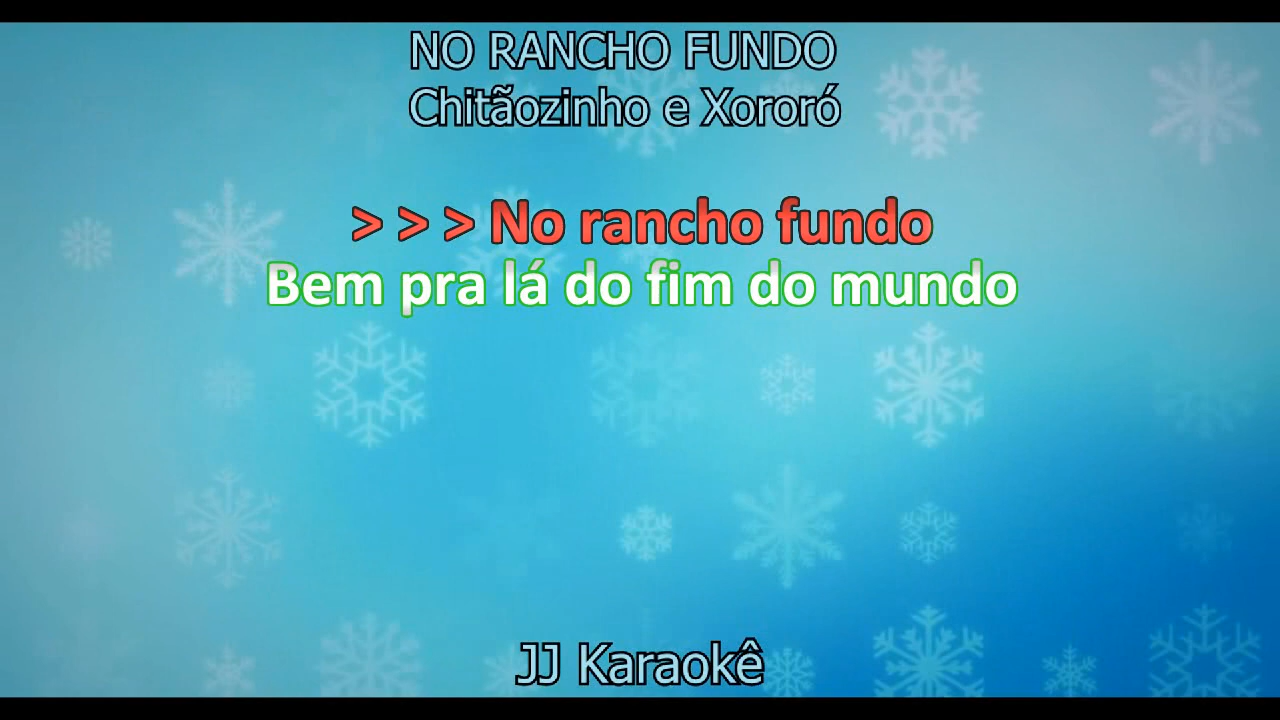 NO RANCHO FUNDO
Chitãozinho e Xororó
> > > No rancho fundo
Bem pra lá do fim do mundo
JJ Karaokê